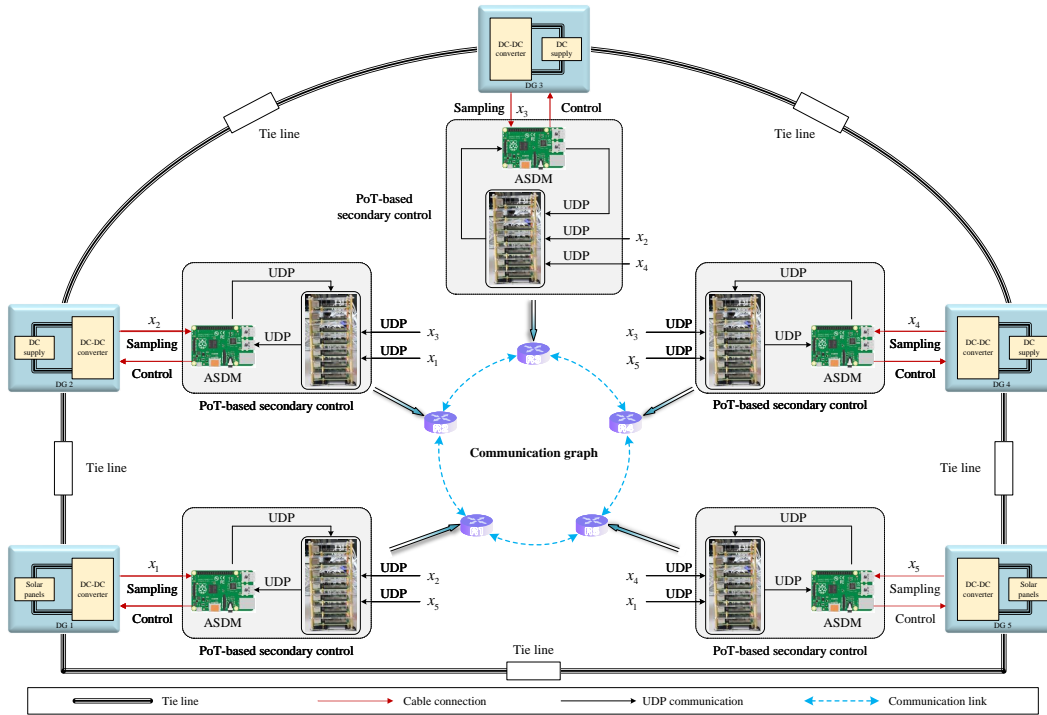 DC-DC
converter
DC
supply
DG 3
Tie line
Tie line
Sampling
x₃
Control
ASDM
PoT-based
secondary control
UDP
UDP
x₂
UDP
x₄
UDP
UDP
DC
supply
DC-DC
converter
DG 2
x₂
Sampling
Control
UDP
ASDM
UDP
x₃
UDP
x₁
PoT-based secondary control
x₃
UDP
x₅
UDP
UDP
ASDM
x₄
Sampling
Control
DC-DC
converter
DC
supply
DG 4
PoT-based secondary control
Communication graph
Tie line
Tie line
Solar
panels
DC-DC
converter
DG 1
x₁
Sampling
Control
UDP
UDP
ASDM
UDP
x₂
UDP
x₅
PoT-based secondary control
UDP
x₄
UDP
x₁
UDP
UDP
ASDM
x₅
Sampling
Control
DC-DC
converter
Solar
panels
DG 5
PoT-based secondary control
Tie line
Tie line
Cable connection
UDP communication
Communication link